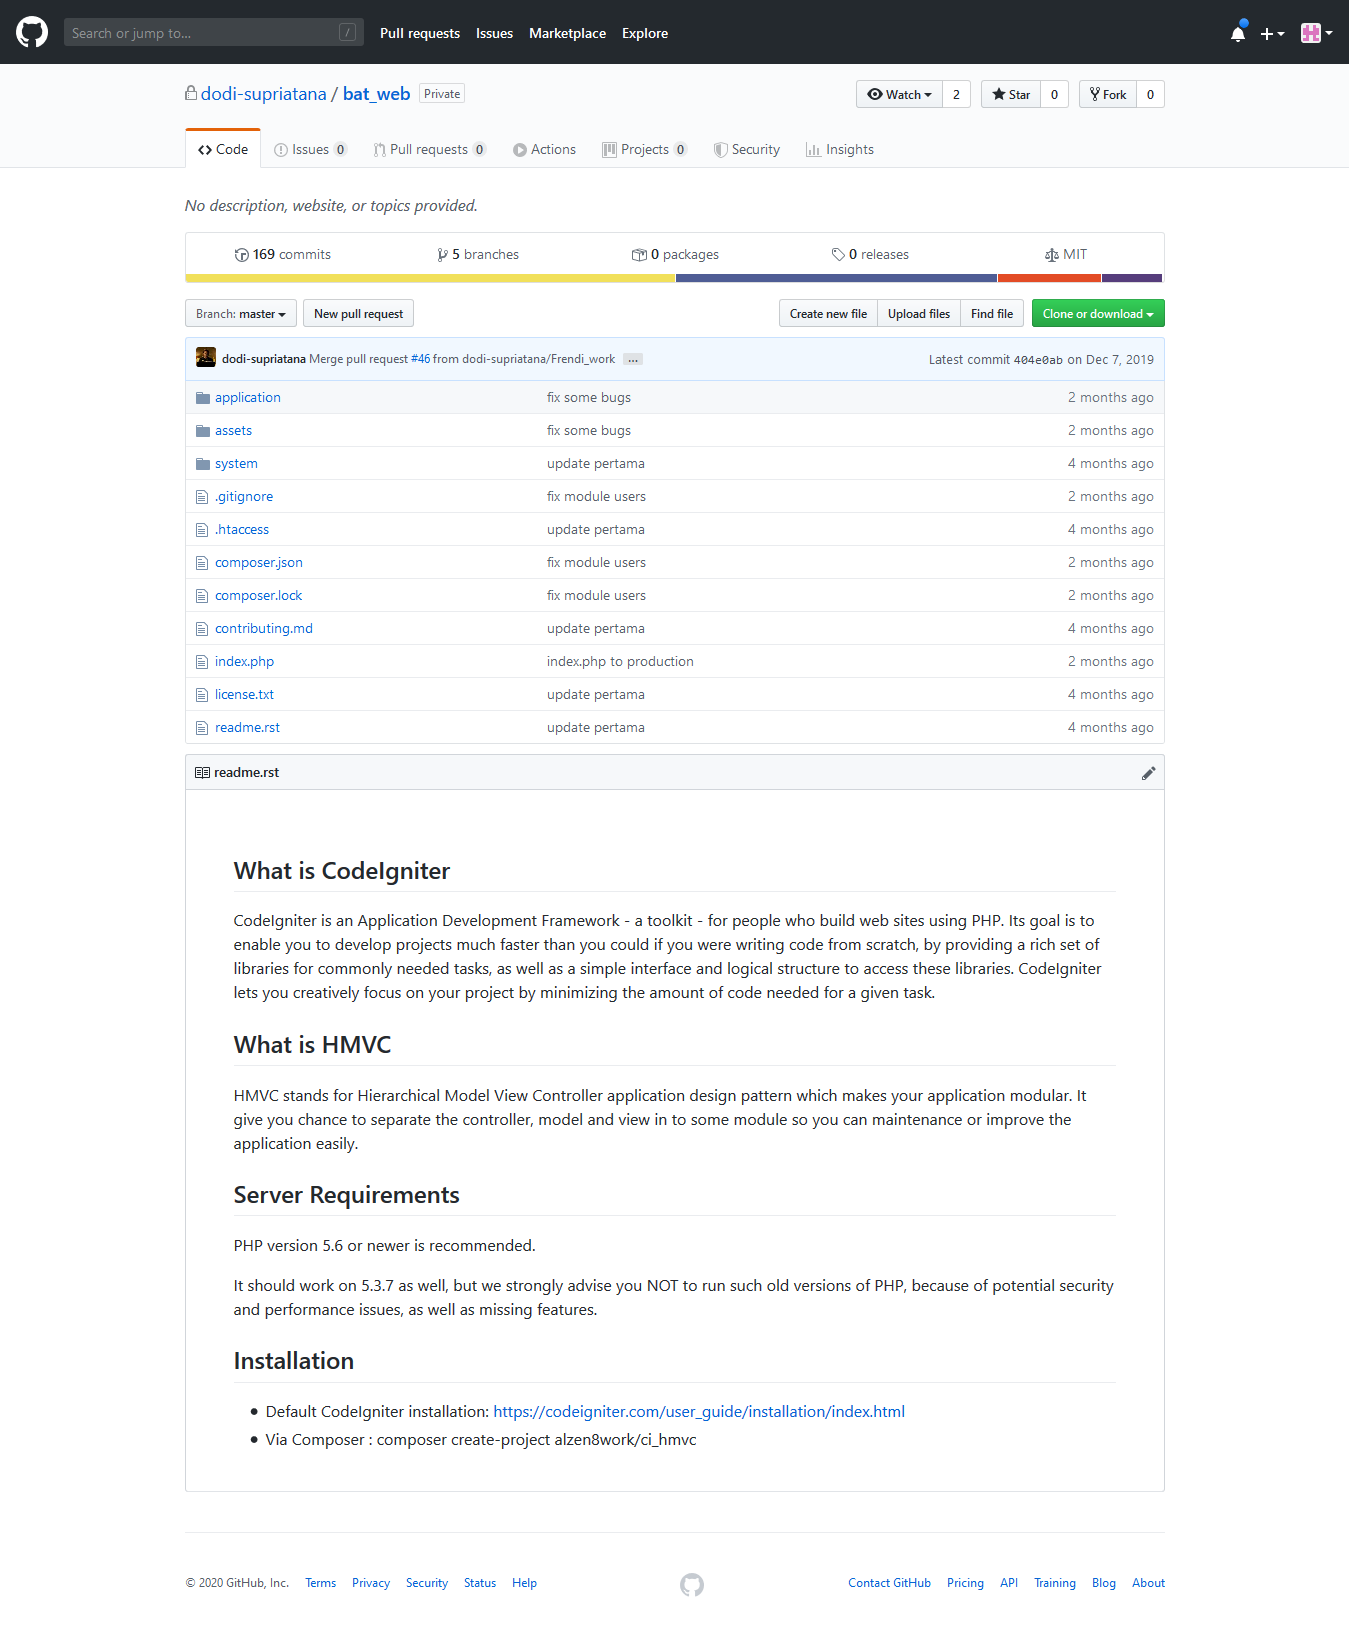 Search or jump to... /
Pull requests Issues Marketplace Explore
dodi-supriatana / bat_web Private
Watch 2 Star 0 Fork 0
Code Issues 0 Pull requests 0 Actions Projects 0 Security Insights
No description, website, or topics provided.
169 commits 5 branches 0 packages 0 releases MIT
Branch: master New pull request Create new file Upload files Find file Clone or download
dodi-supriatana Merge pull request #46 from dodi-supriatana/Frendi_work ... Latest commit 404e0ab on Dec 7, 2019
application fix some bugs 2 months ago
assets fix some bugs 2 months ago
system update pertama 4 months ago
.gitignore fix module users 2 months ago
.htaccess update pertama 4 months ago
composer.json fix module users 2 months ago
composer.lock fix module users 2 months ago
contributing.md update pertama 4 months ago
index.php index.php to production 2 months ago
license.txt update pertama 4 months ago
readme.rst update pertama 4 months ago
readme.rst
What is CodeIgniter
CodeIgniter is an Application Development Framework - a toolkit - for people who build web sites using PHP. Its goal is to
enable you to develop projects much faster than you could if you were writing code from scratch, by providing a rich set of
libraries for commonly needed tasks, as well as a simple interface and logical structure to access these libraries. CodeIgniter
lets you creatively focus on your project by minimizing the amount of code needed for a given task.
What is HMVC
HMVC stands for Hierarchical Model View Controller application design pattern which makes your application modular. It
give you chance to separate the controller, model and view in to some module so you can maintenance or improve the
application easily.
Server Requirements
PHP version 5.6 or newer is recommended.
It should work on 5.3.7 as well, but we strongly advise you NOT to run such old versions of PHP, because of potential security
and performance issues, as well as missing features.
Installation
• Default CodeIgniter installation: https://codeigniter.com/user_guide/installation/index.html
• Via Composer : composer create-project alzen8work/ci_hmvc
© 2020 GitHub, Inc. Terms Privacy Security Status Help Contact GitHub Pricing API Training Blog About